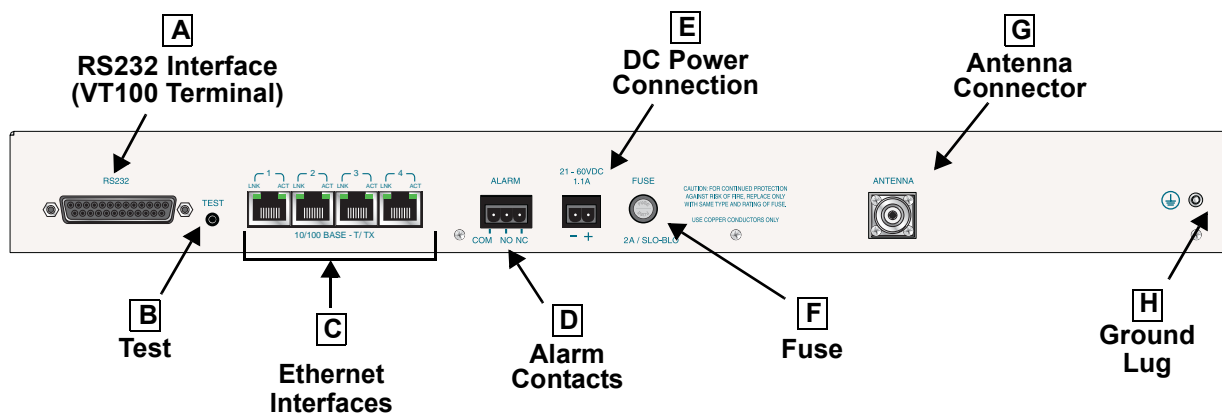 A
RS232 Interface
(VT100 Terminal)
E
DC Power
Connection
G
Antenna
Connector
RS232
TEST
1 2 3 4
LNK ACT LNK ACT LNK ACT LNK ACT
10/100 BASE - T/ TX
ALARM
COM NO NC
21 - 60VDC
1.1A
- +
FUSE
2A / SLO-BLO
CAUTION: FOR CONTINUED PROTECTION
AGAINST RISK OF FIRE, REPLACE ONLY
WITH SAME TYPE AND RATING OF FUSE.
USE COPPER CONDUCTORS ONLY
ANTENNA
B
Test
C
Ethernet
Interfaces
D
Alarm
Contacts
F
Fuse
H
Ground
Lug